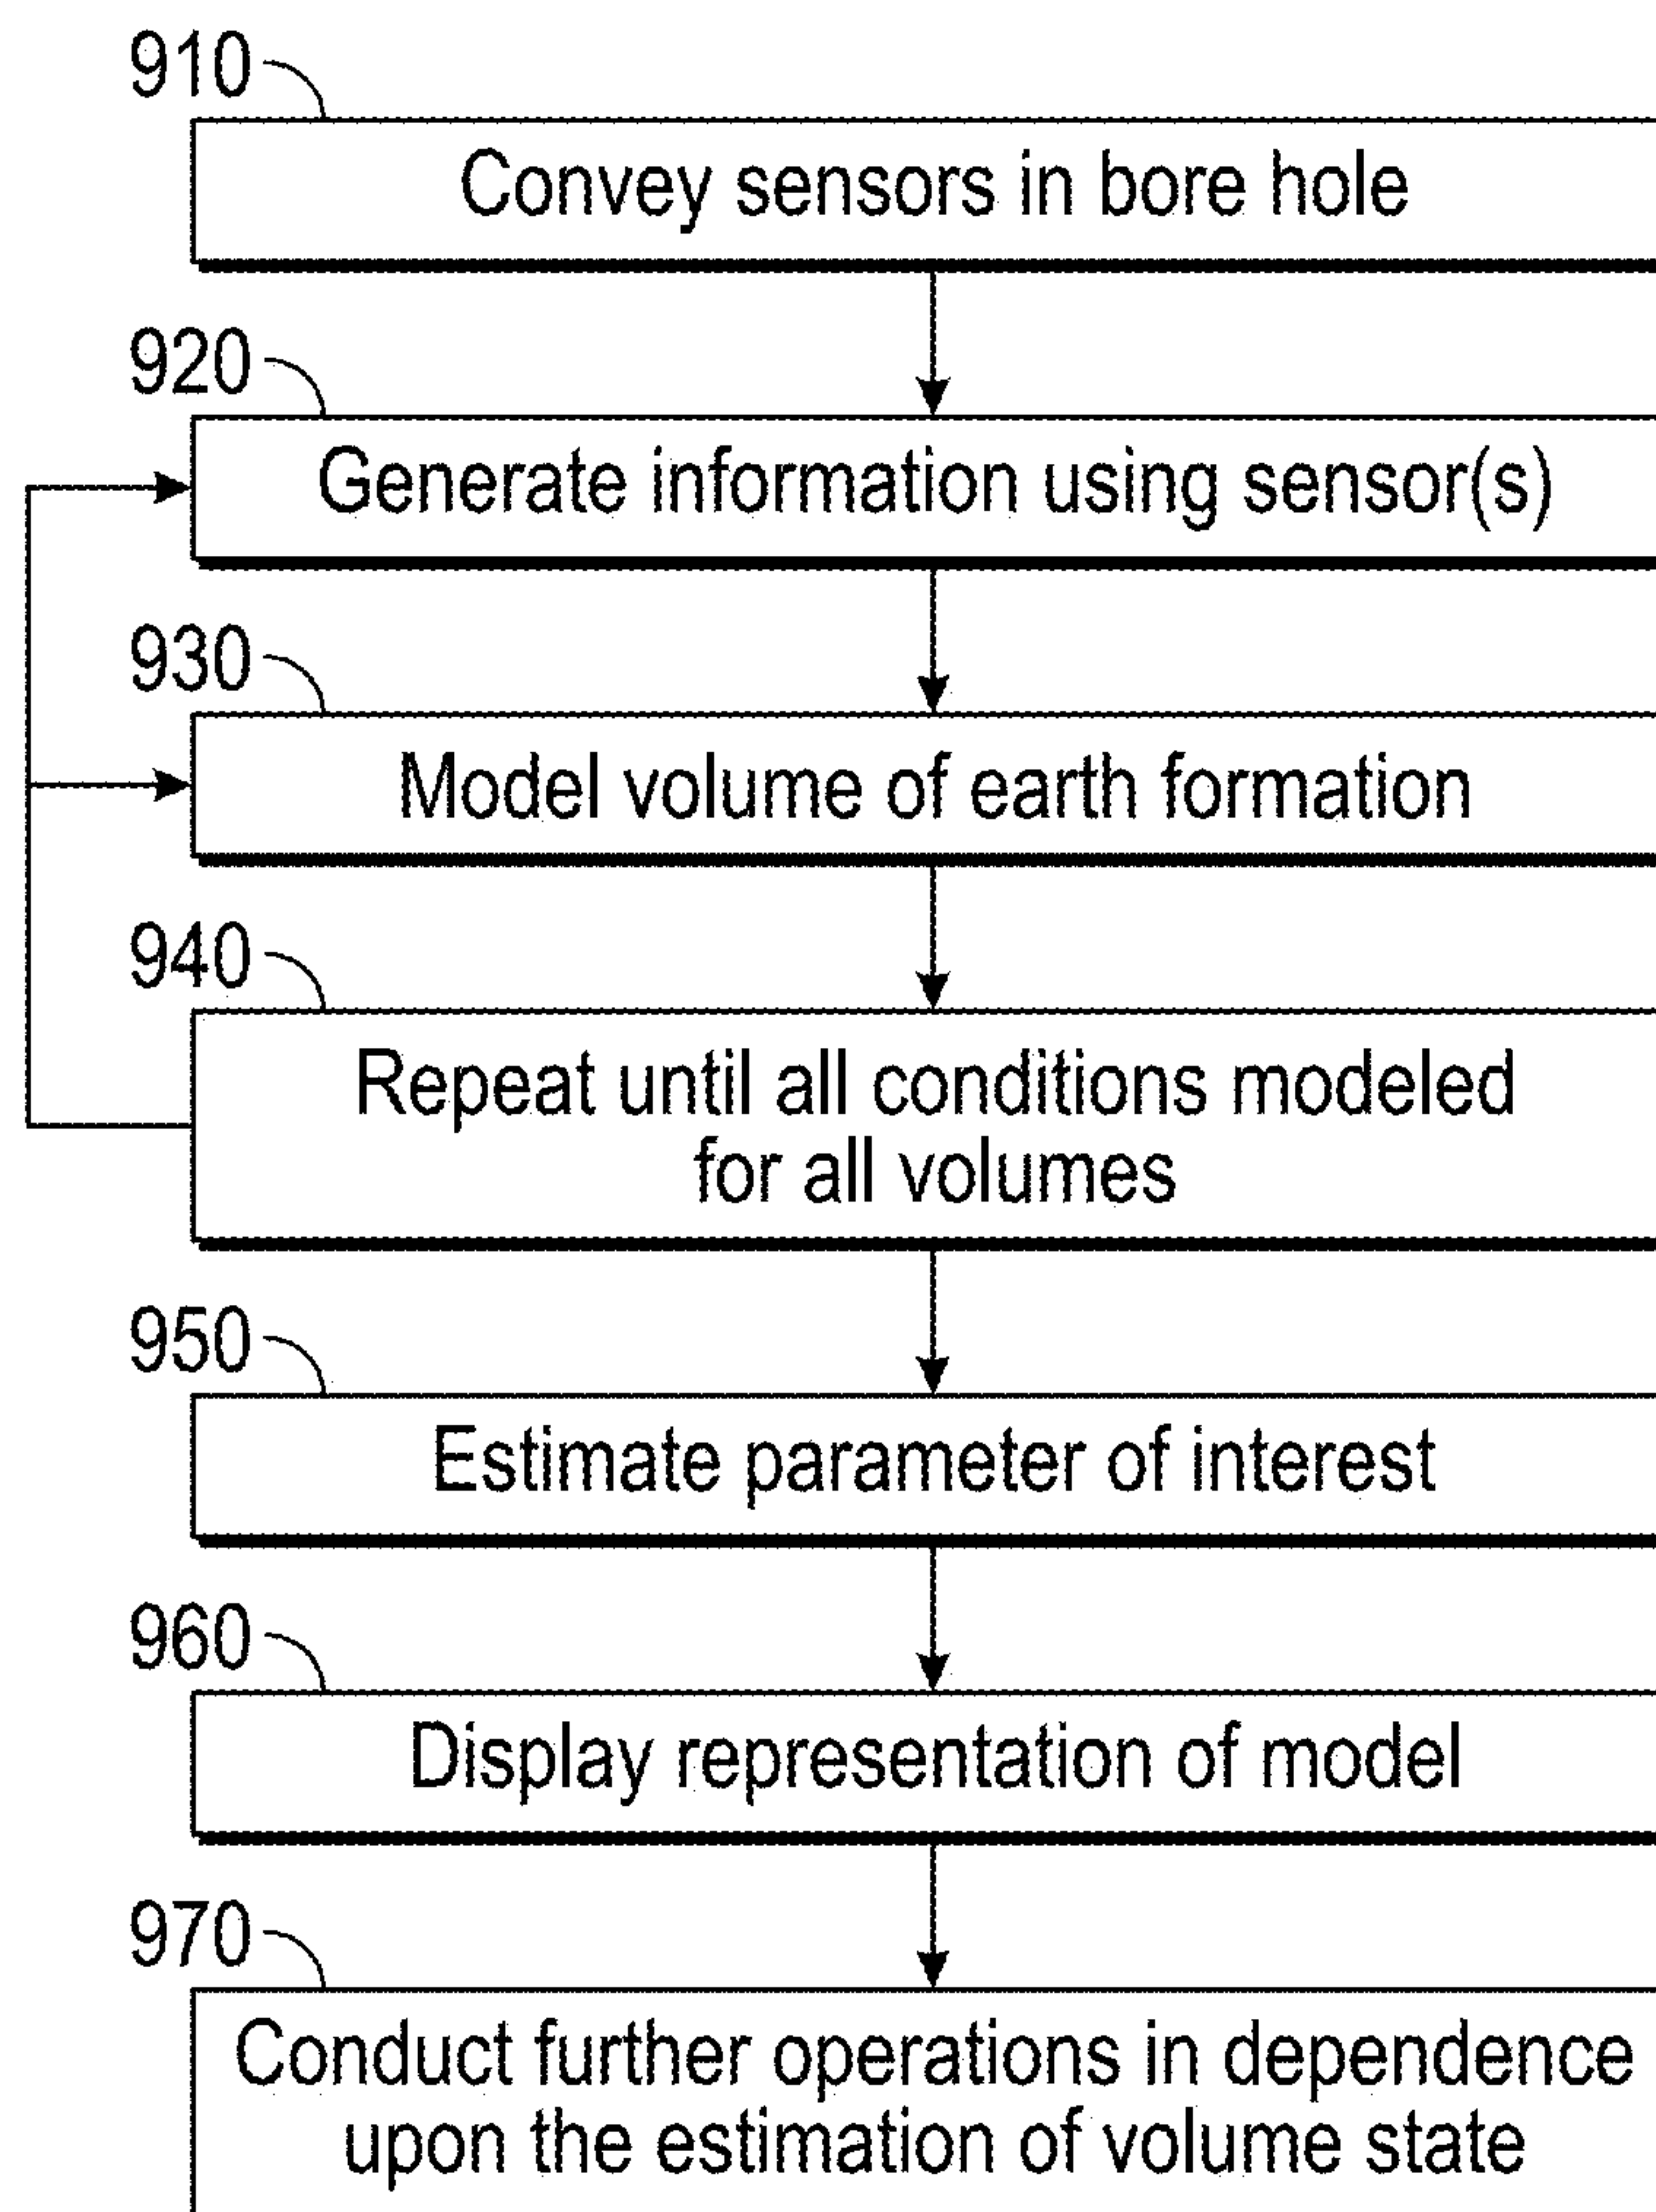 910
Convey sensors in bore hole
920
Generate information using sensor(s)
930
Model volume of earth formation
940
Repeat until all conditions modeled
for all volumes
950
Estimate parameter of interest
960
Display representation of model
970
Conduct further operations in dependence
upon the estimation of volume state